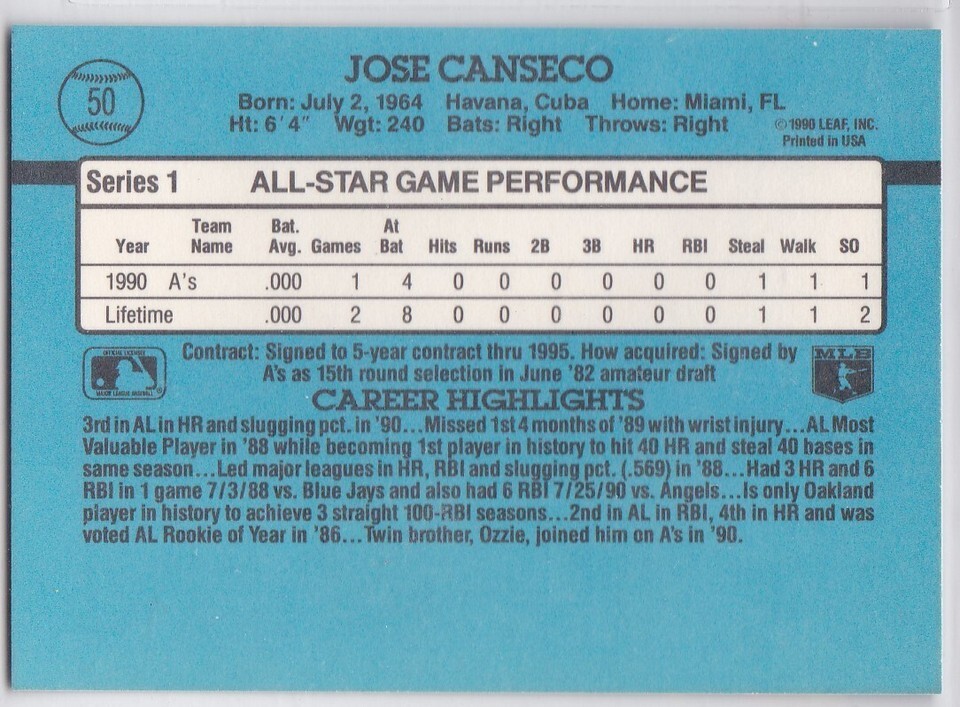 JOSE CANSECO
50
Born: July 2, 1964 Havana, Cuba Home: Miami, FL
Ht: 6'4" Wgt: 240 Bats: Right Throws: Right
©1990 LEAF, INC.
Printed in USA
Series 1 ALL-STAR GAME PERFORMANCE
Year Team Name Bat. Avg. Games At Bat Hits Runs 2B 3B HR RBI Steal Walk SO
1990 A's .000 1 4 0 0 0 0 0 0 1 1 1
Lifetime .000 2 8 0 0 0 0 0 0 1 1 2
Contract: Signed to 5-year contract thru 1995. How acquired: Signed by
A's as 15th round selection in June '82 amateur draft
OFFICIAL LICENSEE
MAJOR LEAGUE BASEBALL
MLB
CAREER HIGHLIGHTS
3rd in AL in HR and slugging pct. in '90...Missed 1st 4 months of '89 with wrist injury...AL Most
Valuable Player in '88 while becoming 1st player in history to hit 40 HR and steal 40 bases in
same season...Led major leagues in HR, RBI and slugging pct. (.569) in '88...Had 3 HR and 6
RBI in 1 game 7/3/88 vs. Blue Jays and also had 6 RBI 7/25/90 vs. Angels...Is only Oakland
player in history to achieve 3 straight 100-RBI seasons...2nd in AL in RBI, 4th in HR and was
voted AL Rookie of Year in '86...Twin brother, Ozzie, joined him on A's in '90.